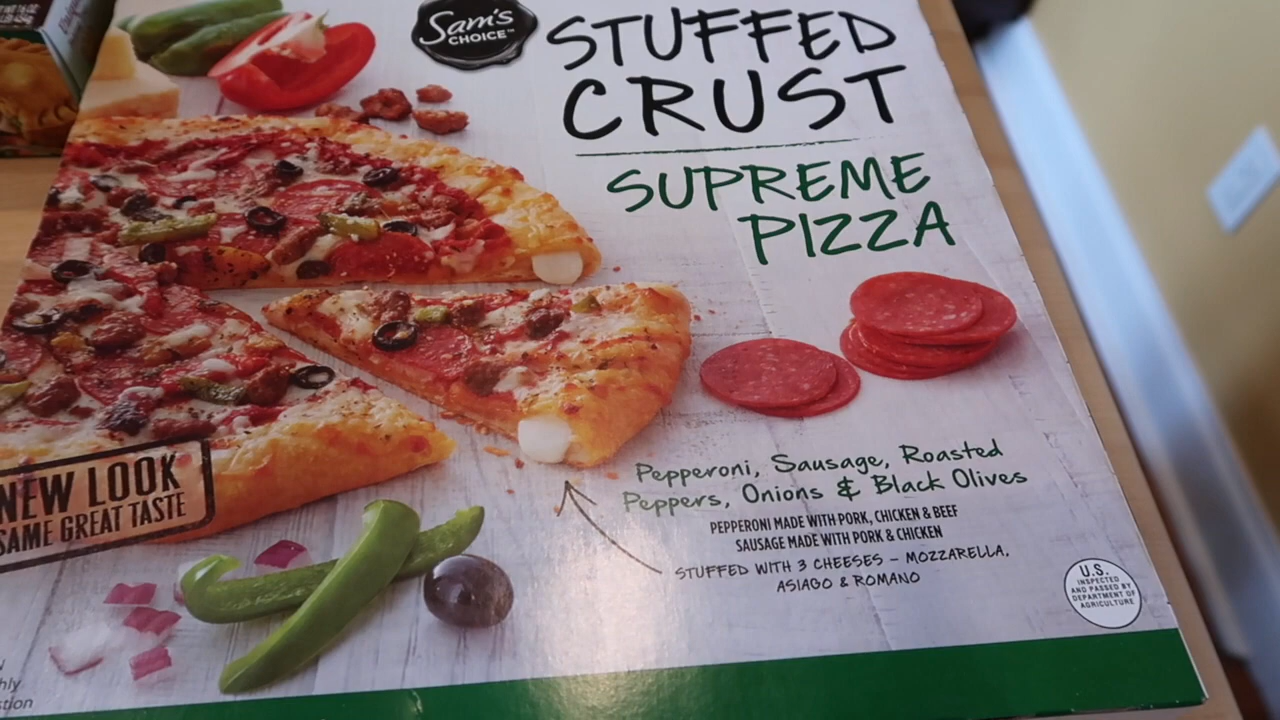 Sam's
CHOICE™
STUFFED
CRUST
SUPREME
PIZZA
Pepperoni, Sausage, Roasted
Peppers, Onions & Black Olives
PEPPERONI MADE WITH PORK, CHICKEN & BEEF
SAUSAGE MADE WITH PORK & CHICKEN
STUFFED WITH 3 CHEESES – MOZZARELLA,
ASIAGO & ROMANO
NEW LOOK
SAME GREAT TASTE
U.S.
INSPECTED
AND PASSED BY
DEPARTMENT OF
AGRICULTURE